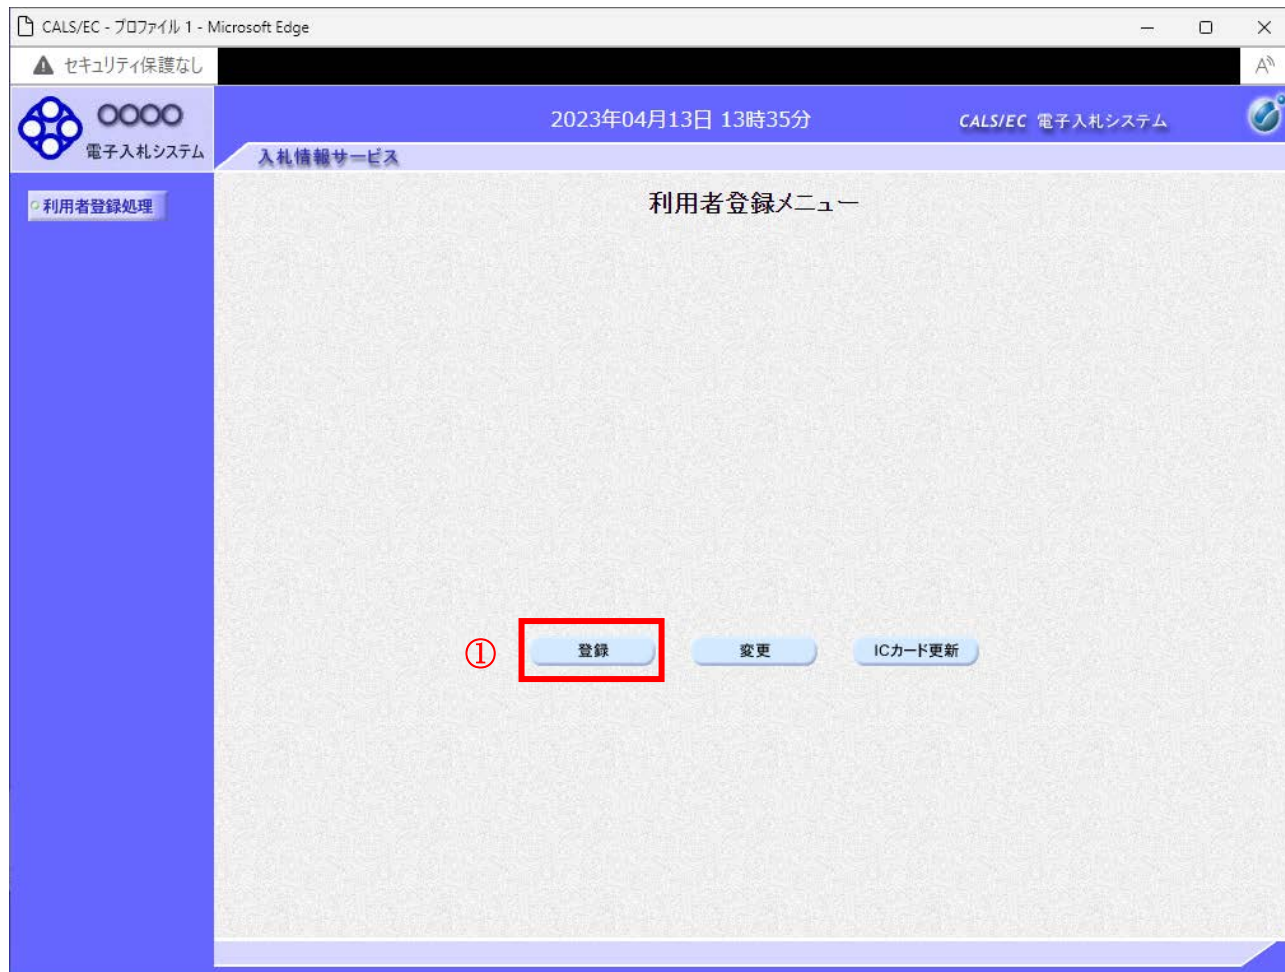 CALS/EC - プロファイル 1 - Microsoft Edge
セキュリティ保護なし
○○○○
電子入札システム
2023年04月13日 13時35分
CALS/EC 電子入札システム
入札情報サービス
利用者登録処理
利用者登録メニュー
① 登録 変更 ICカード更新